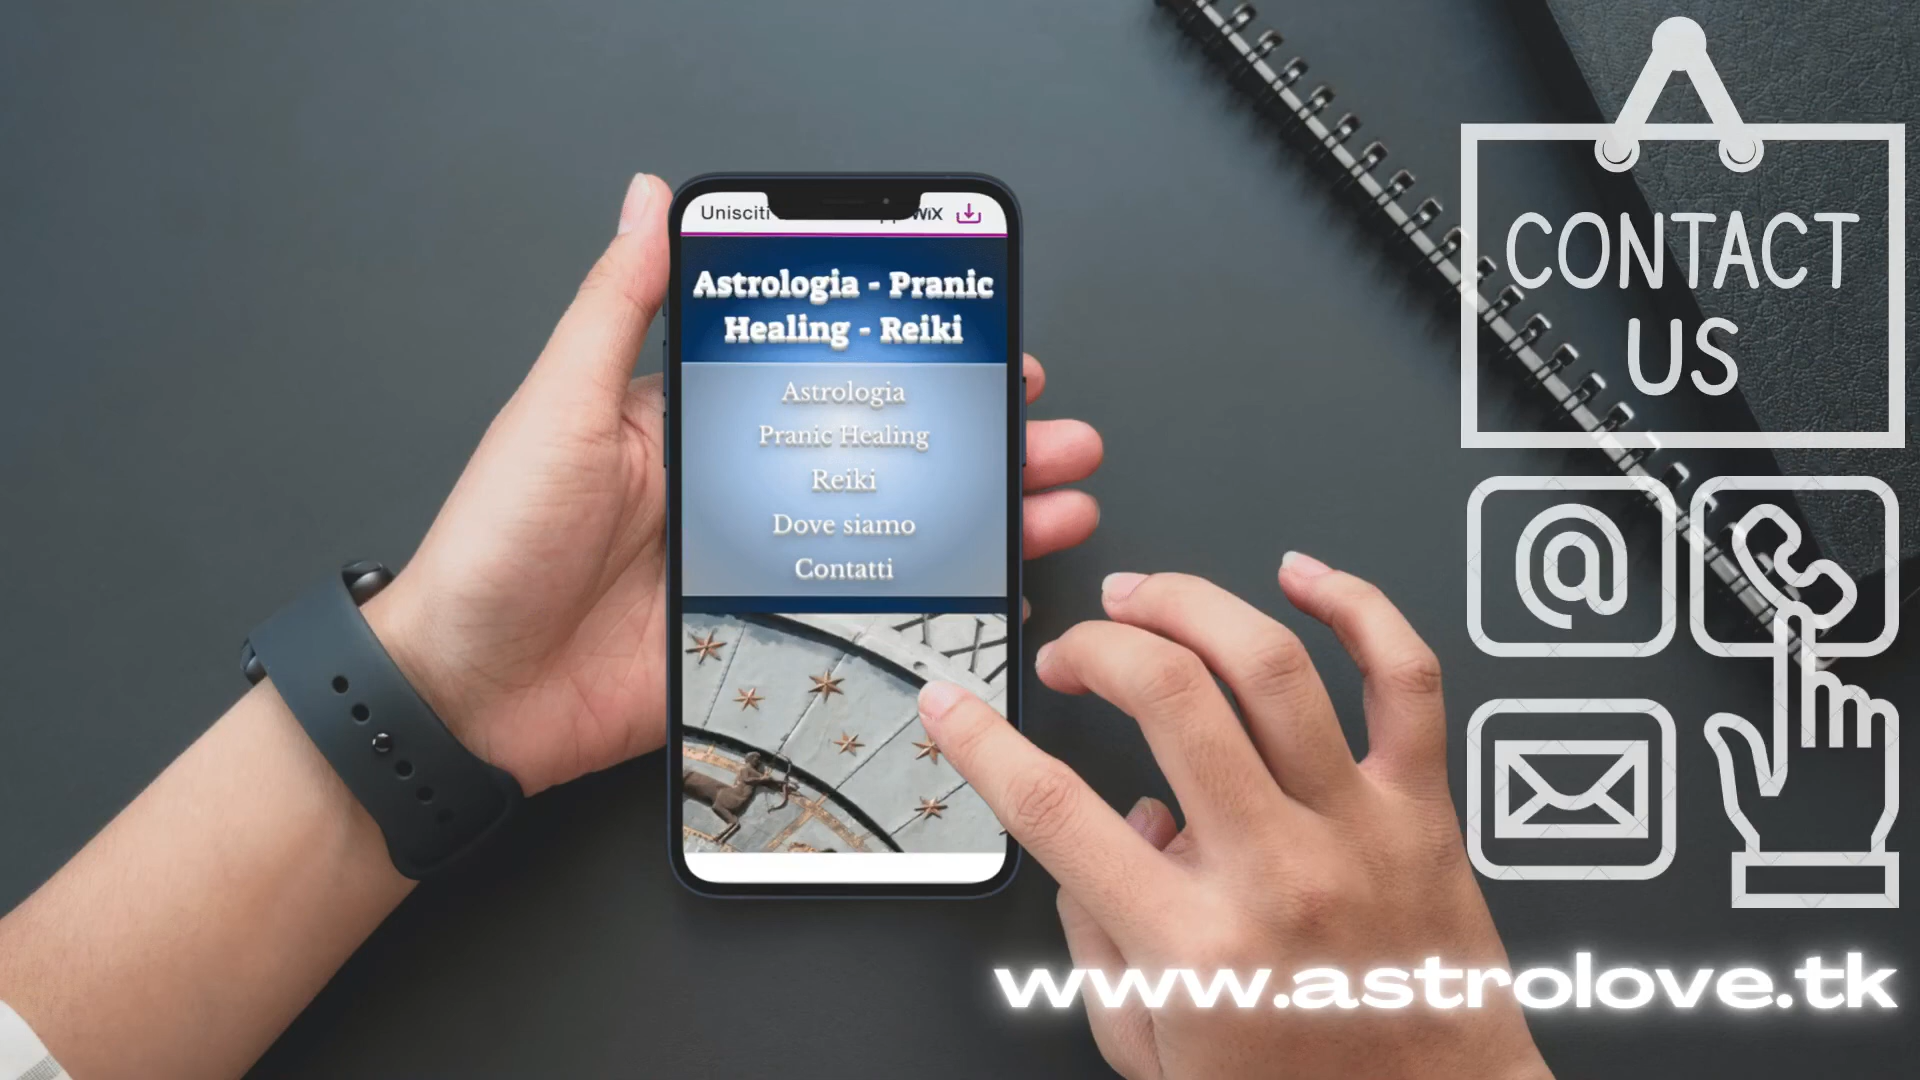 Unisciti
WiX
Astrologia - Pranic
Healing - Reiki
Astrologia
Pranic Healing
Reiki
Dove siamo
Contatti
CONTACT
US
@
www.astrolove.tk